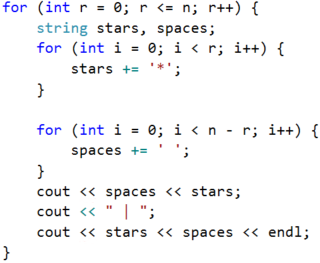 for (int r = 0; r <= n; r++) {
    string stars, spaces;
    for (int i = 0; i < r; i++) {
        stars += '*';
    }

    for (int i = 0; i < n - r; i++) {
        spaces += ' ';
    }
    cout << spaces << stars;
    cout << " | ";
    cout << stars << spaces << endl;
}